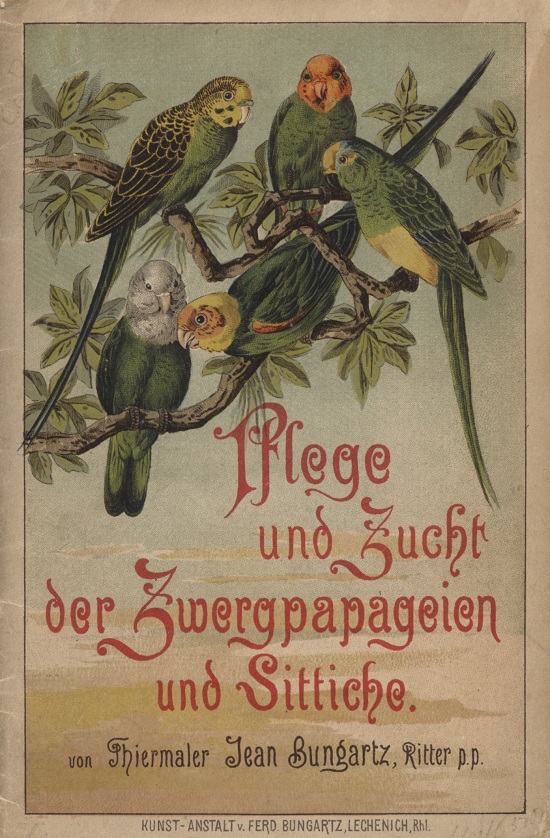 Pflege
und Zucht
der Zwergpapageien
und Sittiche.
von Thiermaler Jean Bungartz, Ritter p.p.
KUNST-ANSTALT v. FERD. BUNGARTZ, LECHENICH, Rhl.